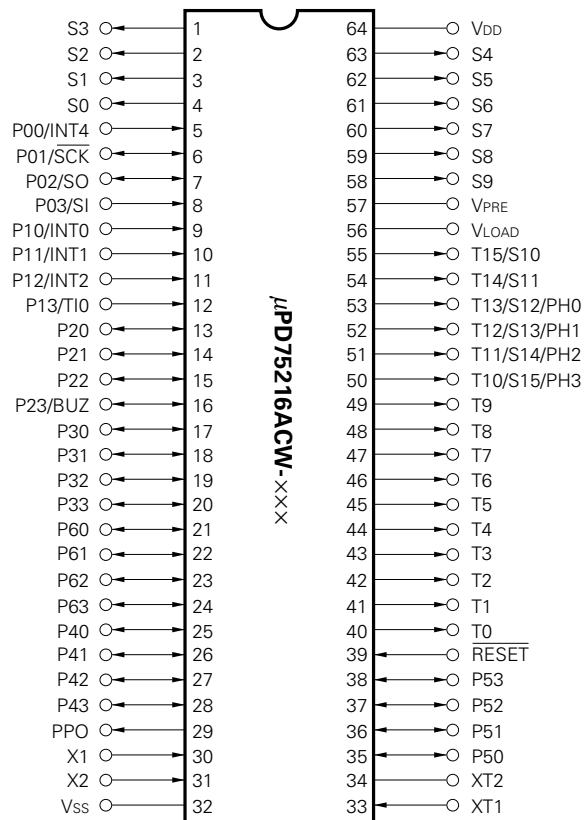 S3 1 64 VDD
S2 2 63 S4
S1 3 62 S5
S0 4 61 S6
P00/INT4 5 60 S7
P01/S̅C̅K̅ 6 59 S8
P02/SO 7 58 S9
P03/SI 8 57 VPRE
P10/INT0 9 56 VLOAD
P11/INT1 10 55 T15/S10
P12/INT2 11 54 T14/S11
P13/TI0 12 53 T13/S12/PH0
P20 13 52 T12/S13/PH1
P21 14 51 T11/S14/PH2
P22 15 50 T10/S15/PH3
P23/BUZ 16 49 T9
P30 17 48 T8
P31 18 47 T7
P32 19 46 T6
P33 20 45 T5
P60 21 44 T4
P61 22 43 T3
P62 23 42 T2
P63 24 41 T1
P40 25 40 T0
P41 26 39 R̅E̅S̅E̅T̅
P42 27 38 P53
P43 28 37 P52
PPO 29 36 P51
X1 30 35 P50
X2 31 34 XT2
VSS 32 33 XT1
μPD75216ACW-×××